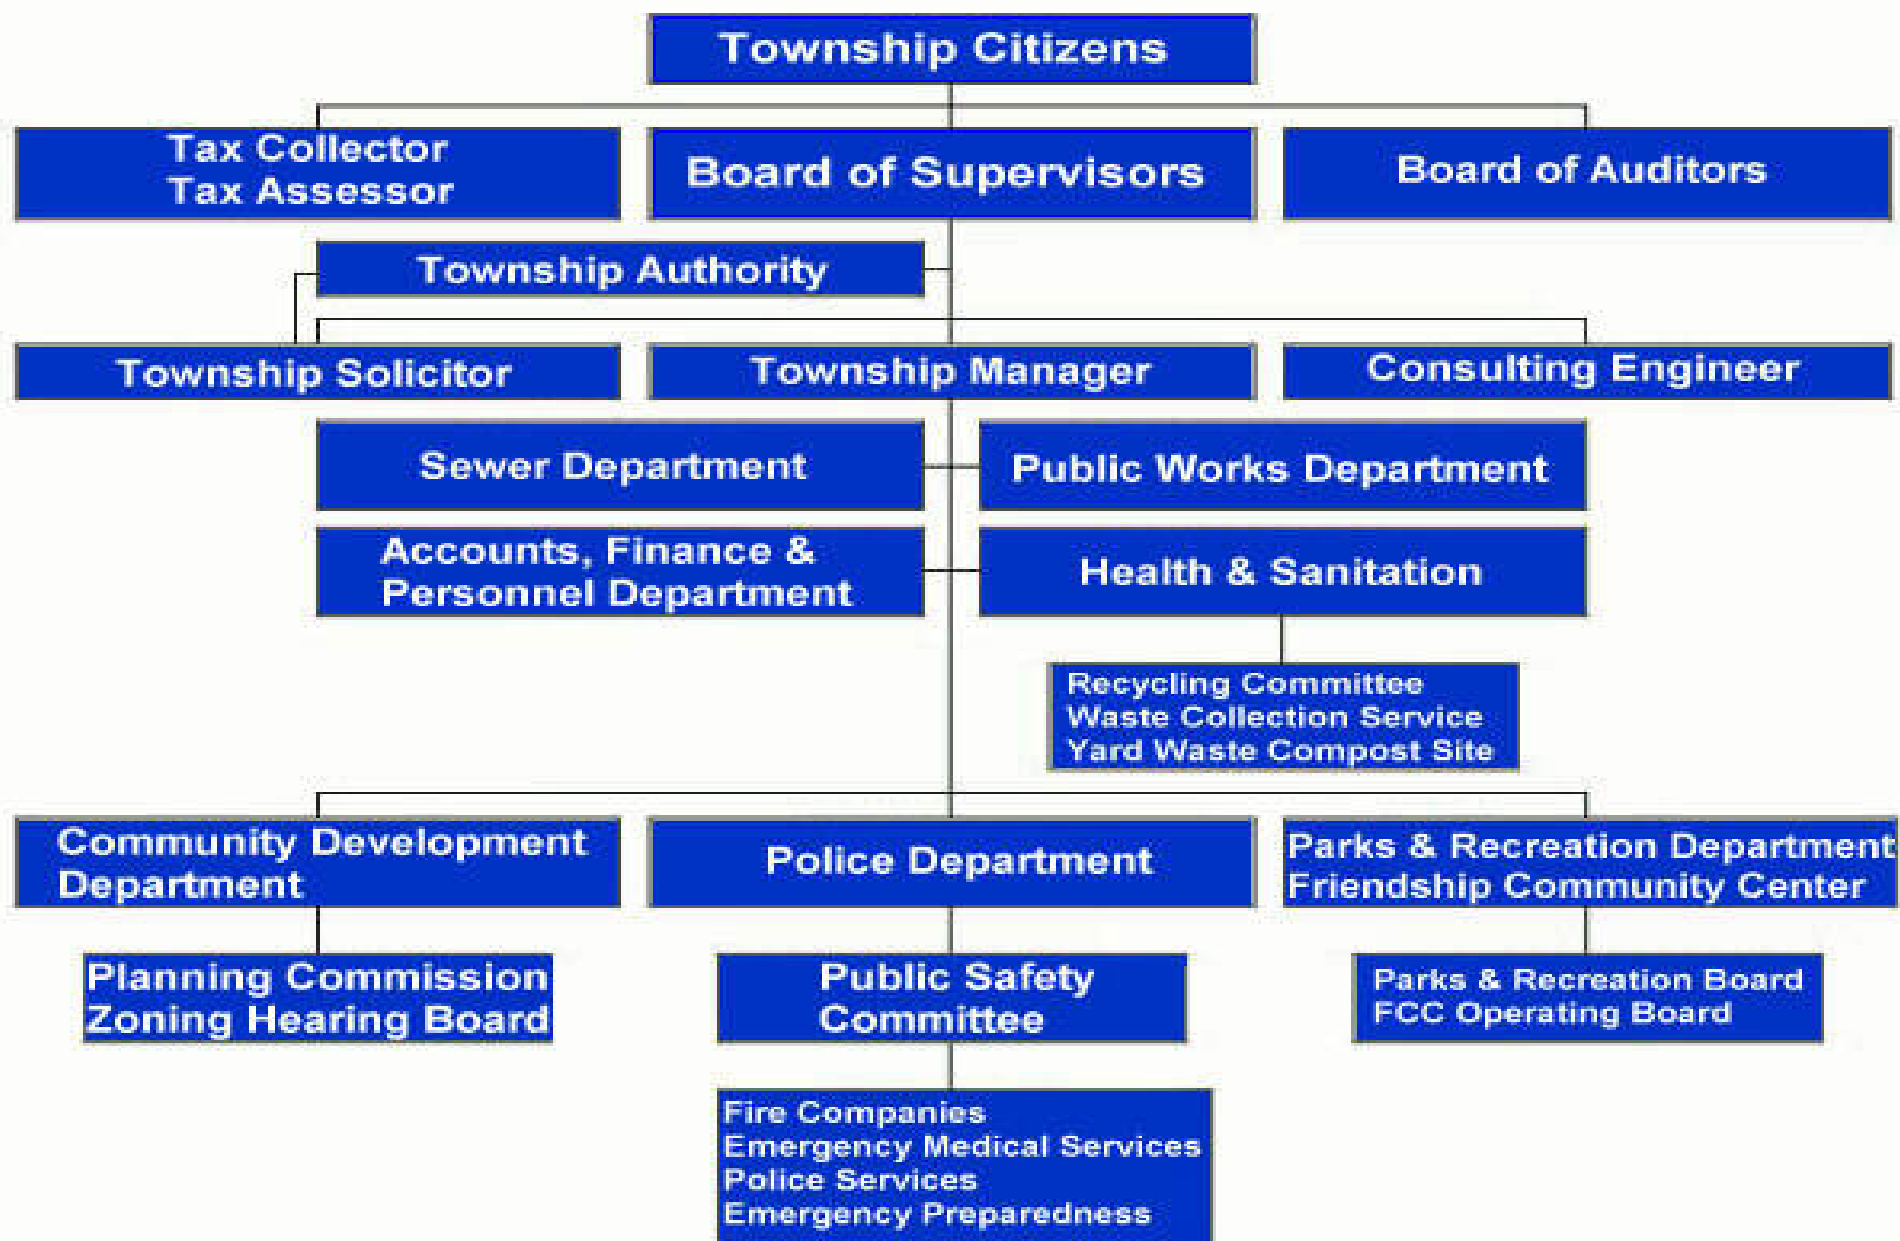 Township Citizens
Tax Collector
Tax Assessor
Board of Supervisors
Board of Auditors
Township Authority
Township Solicitor
Township Manager
Consulting Engineer
Sewer Department
Public Works Department
Accounts, Finance &
Personnel Department
Health & Sanitation
Recycling Committee
Waste Collection Service
Yard Waste Compost Site
Community Development
Department
Police Department
Parks & Recreation Department
Friendship Community Center
Planning Commission
Zoning Hearing Board
Public Safety
Committee
Parks & Recreation Board
FCC Operating Board
Fire Companies
Emergency Medical Services
Police Services
Emergency Preparedness